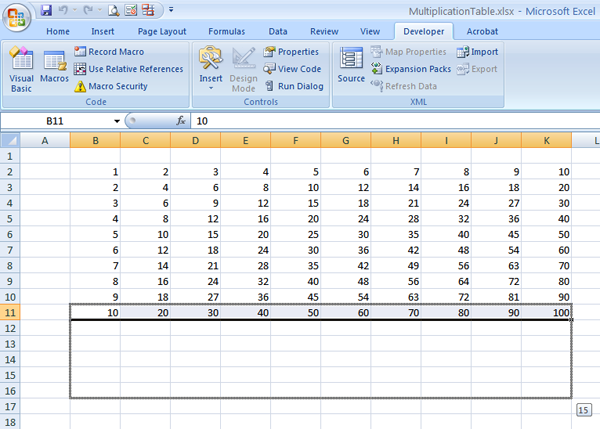 MultiplicationTable.xlsx - Microsoft Excel
Home Insert Page Layout Formulas Data Review View Developer Acrobat
Visual Basic
Macros
Record Macro
Use Relative References
Macro Security
Code
Insert
Design Mode
Properties
View Code
Run Dialog
Controls
Source
Map Properties
Expansion Packs
Refresh Data
Import
Export
XML
B11 fx 10
A B C D E F G H I J K L
1
2 1 2 3 4 5 6 7 8 9 10
3 2 4 6 8 10 12 14 16 18 20
4 3 6 9 12 15 18 21 24 27 30
5 4 8 12 16 20 24 28 32 36 40
6 5 10 15 20 25 30 35 40 45 50
7 6 12 18 24 30 36 42 48 54 60
8 7 14 21 28 35 42 49 56 63 70
9 8 16 24 32 40 48 56 64 72 80
10 9 18 27 36 45 54 63 72 81 90
11 10 20 30 40 50 60 70 80 90 100
12
13
14
15
16
17 15
18